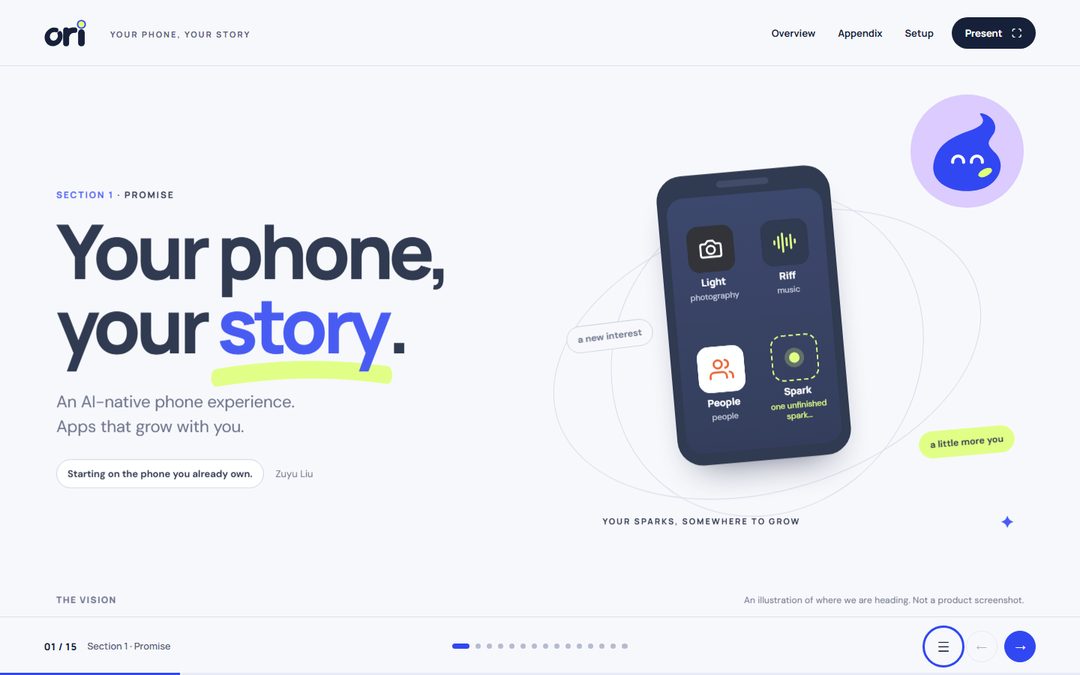 ori
YOUR PHONE, YOUR STORY
Overview
Appendix
Setup
Present
SECTION 1 · PROMISE
Your phone,
your story.
An AI-native phone experience.
Apps that grow with you.
Starting on the phone you already own.
Zuyu Liu
Light
photography
Riff
music
a new interest
People
people
Spark
one unfinished
spark...
a little more you
YOUR SPARKS, SOMEWHERE TO GROW
THE VISION
An illustration of where we are heading. Not a product screenshot.
01 / 15
Section 1 · Promise